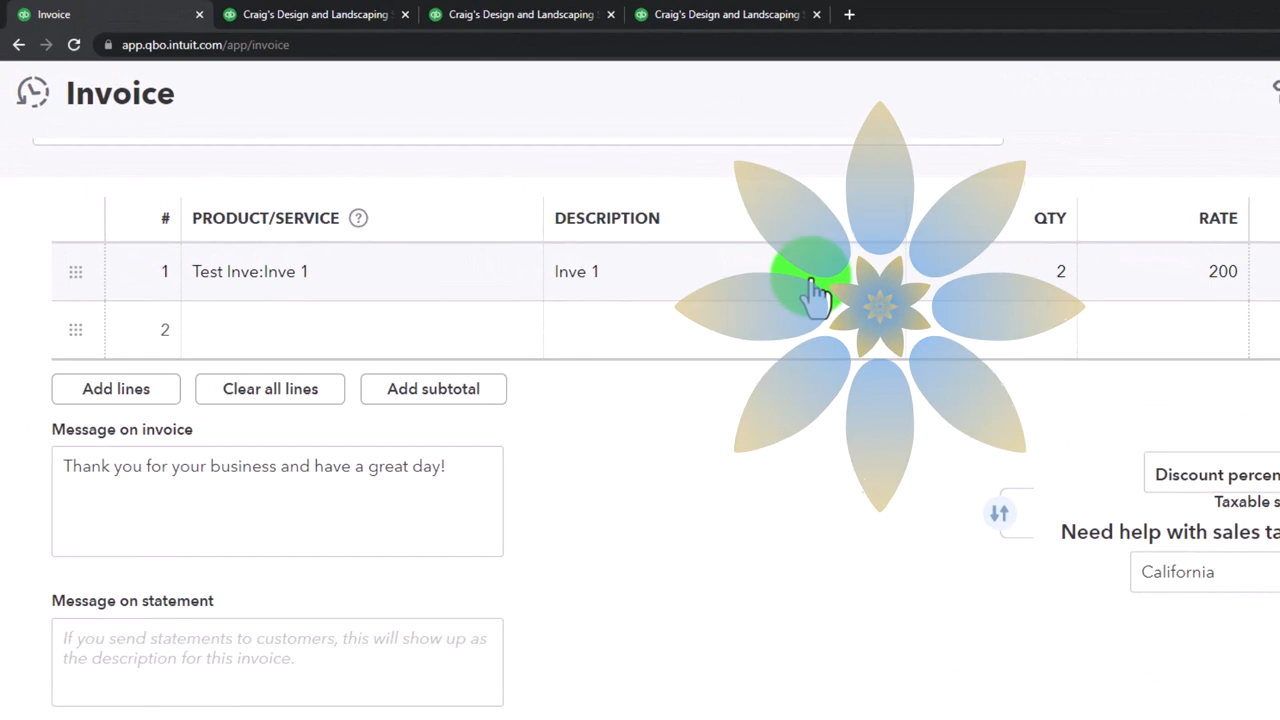 Invoice
Craig's Design and Landscaping
Craig's Design and Landscaping
Craig's Design and Landscaping
app.qbo.intuit.com/app/invoice
Invoice
# PRODUCT/SERVICE ? DESCRIPTION QTY RATE
1 Test Inve:Inve 1 Inve 1 2 200
2
Add lines Clear all lines Add subtotal
Message on invoice
Thank you for your business and have a great day!
Discount percen
Taxable s
Need help with sales ta
California
Message on statement
If you send statements to customers, this will show up as
the description for this invoice.